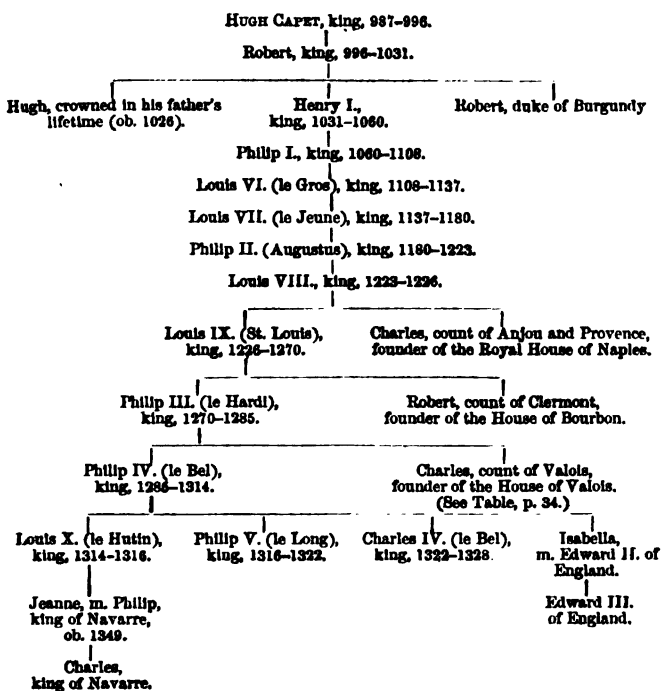 HUGH CAPET, king, 987–996.
Robert, king, 996–1031.
Hugh, crowned in his father's
lifetime (ob. 1026).
Henry I.,
king, 1031–1060.
Robert, duke of Burgundy
Philip I., king, 1060–1108.
Louis VI. (le Gros), king, 1108–1137.
Louis VII. (le Jeune), king, 1137–1180.
Philip II. (Augustus), king, 1180–1223.
Louis VIII., king, 1223–1226.
Louis IX. (St. Louis),
king, 1226–1270.
Charles, count of Anjou and Provence,
founder of the Royal House of Naples.
Philip III. (le Hardi),
king, 1270–1285.
Robert, count of Clermont,
founder of the House of Bourbon.
Philip IV. (le Bel),
king, 1285–1314.
Charles, count of Valois,
founder of the House of Valois.
(See Table, p. 34.)
Louis X. (le Hutin),
king, 1314–1316.
Philip V. (le Long),
king, 1316–1322.
Charles IV. (le Bel),
king, 1322–1328.
Isabella,
m. Edward II. of
England.
Jeanne, m. Philip,
king of Navarre,
ob. 1349.
Edward III.
of England.
Charles,
king of Navarre.